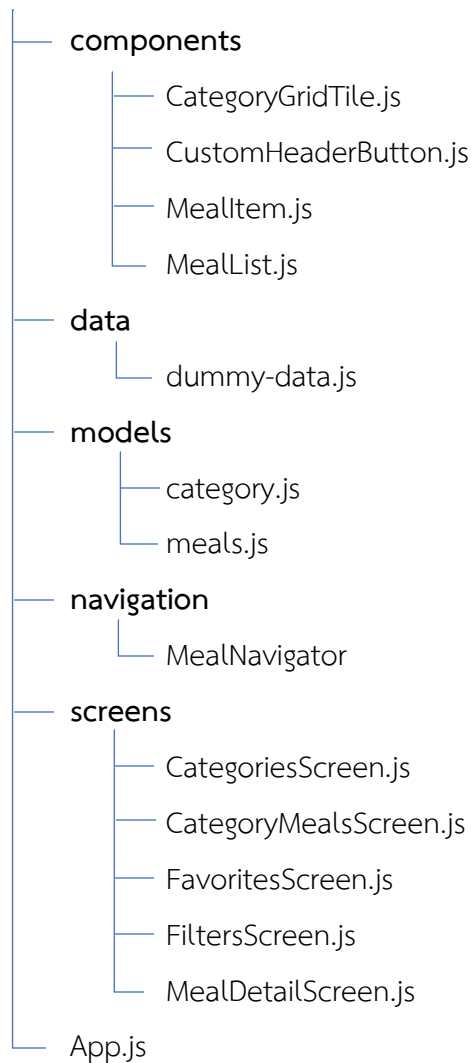 components
CategoryGridTile.js
CustomHeaderButton.js
MealItem.js
MealList.js
data
dummy-data.js
models
category.js
meals.js
navigation
MealNavigator
screens
CategoriesScreen.js
CategoryMealsScreen.js
FavoritesScreen.js
FiltersScreen.js
MealDetailScreen.js
App.js